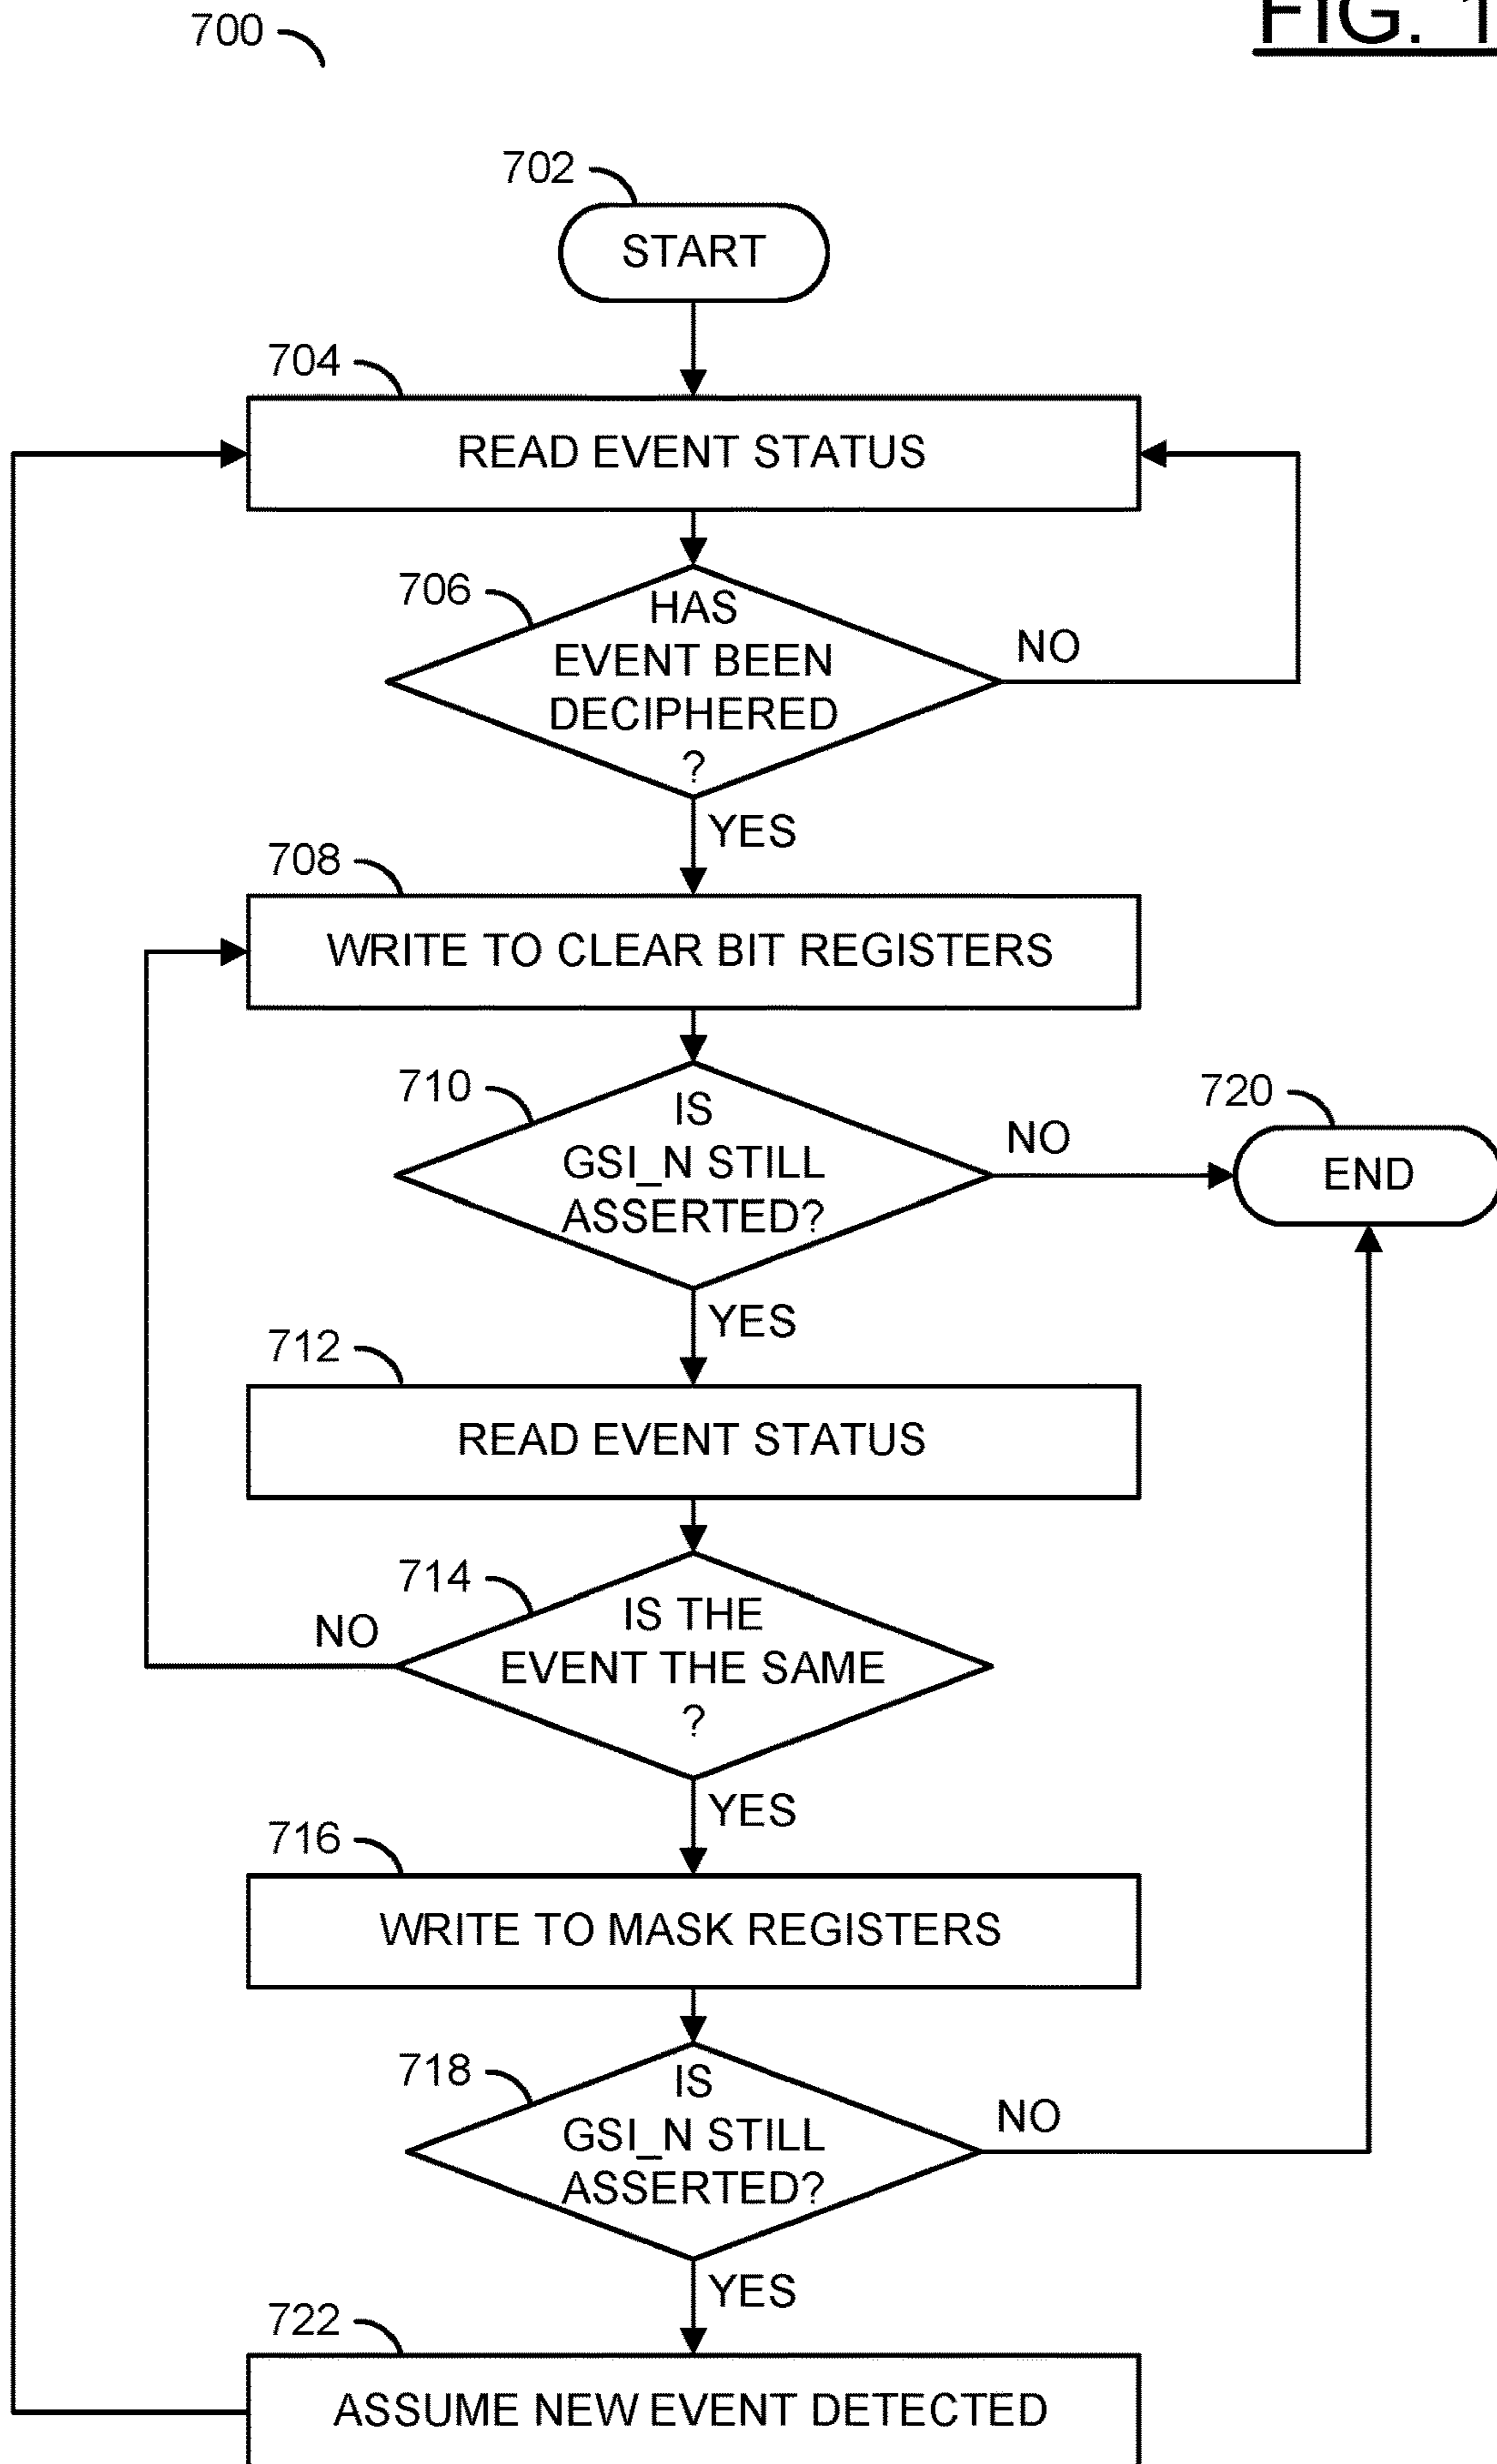 700
FIG. 1
702
START
704
READ EVENT STATUS
706
HAS
EVENT BEEN
DECIPHERED
?
NO
YES
708
WRITE TO CLEAR BIT REGISTERS
710
IS
GSI_N STILL
ASSERTED?
NO
720
END
YES
712
READ EVENT STATUS
714
IS THE
EVENT THE SAME
?
NO
YES
716
WRITE TO MASK REGISTERS
718
IS
GSI_N STILL
ASSERTED?
NO
YES
722
ASSUME NEW EVENT DETECTED